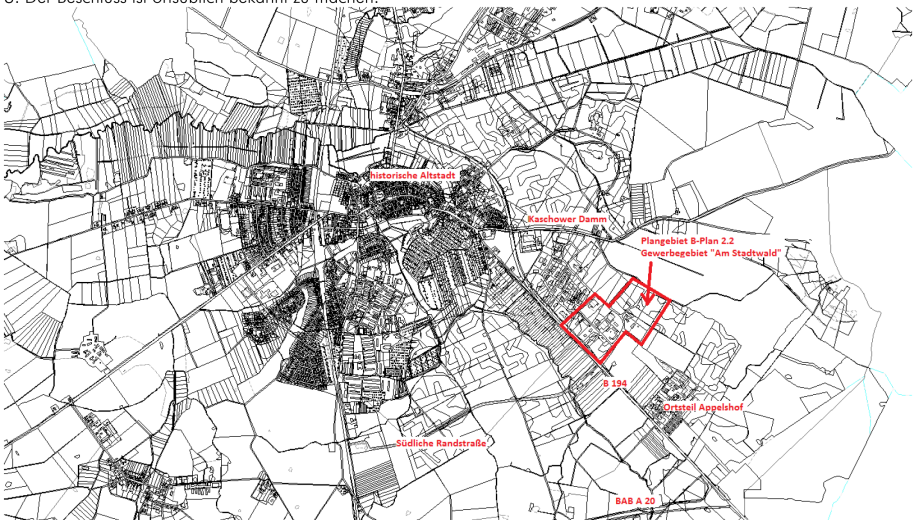 3. Der Beschluss ist ortsüblich bekannt zu machen.
historische Altstadt
Kaschower Damm
Plangebiet B-Plan 2.2
Gewerbegebiet "Am Stadtwald"
B 194
Ortsteil Appelshof
Südliche Randstraße
BAB A 20